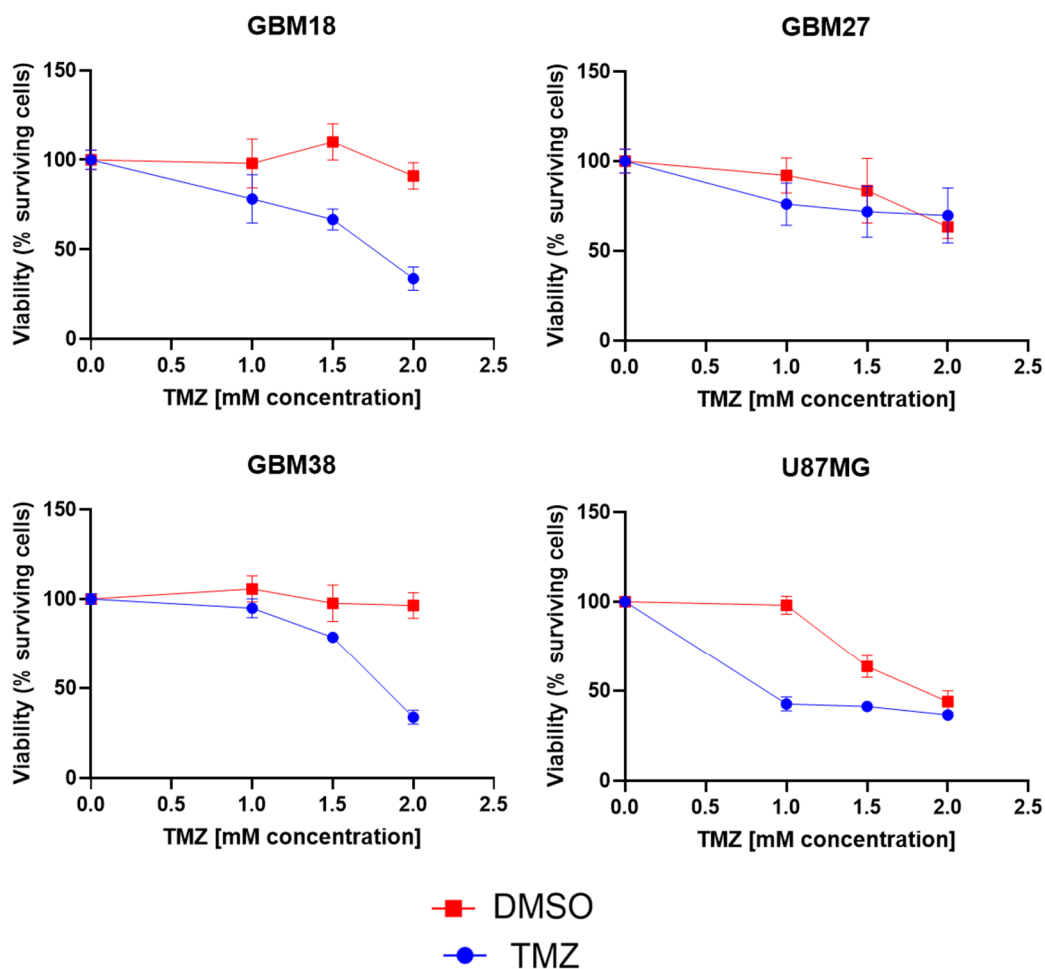 GBM18
150
100
50
0
Viability (% surviving cells)
0.0 0.5 1.0 1.5 2.0 2.5
TMZ [mM concentration]
GBM27
150
100
50
0
Viability (% surviving cells)
0.0 0.5 1.0 1.5 2.0 2.5
TMZ [mM concentration]
GBM38
150
100
50
0
Viability (% surviving cells)
0.0 0.5 1.0 1.5 2.0 2.5
TMZ [mM concentration]
U87MG
150
100
50
0
Viability (% surviving cells)
0.0 0.5 1.0 1.5 2.0 2.5
TMZ [mM concentration]
DMSO
TMZ